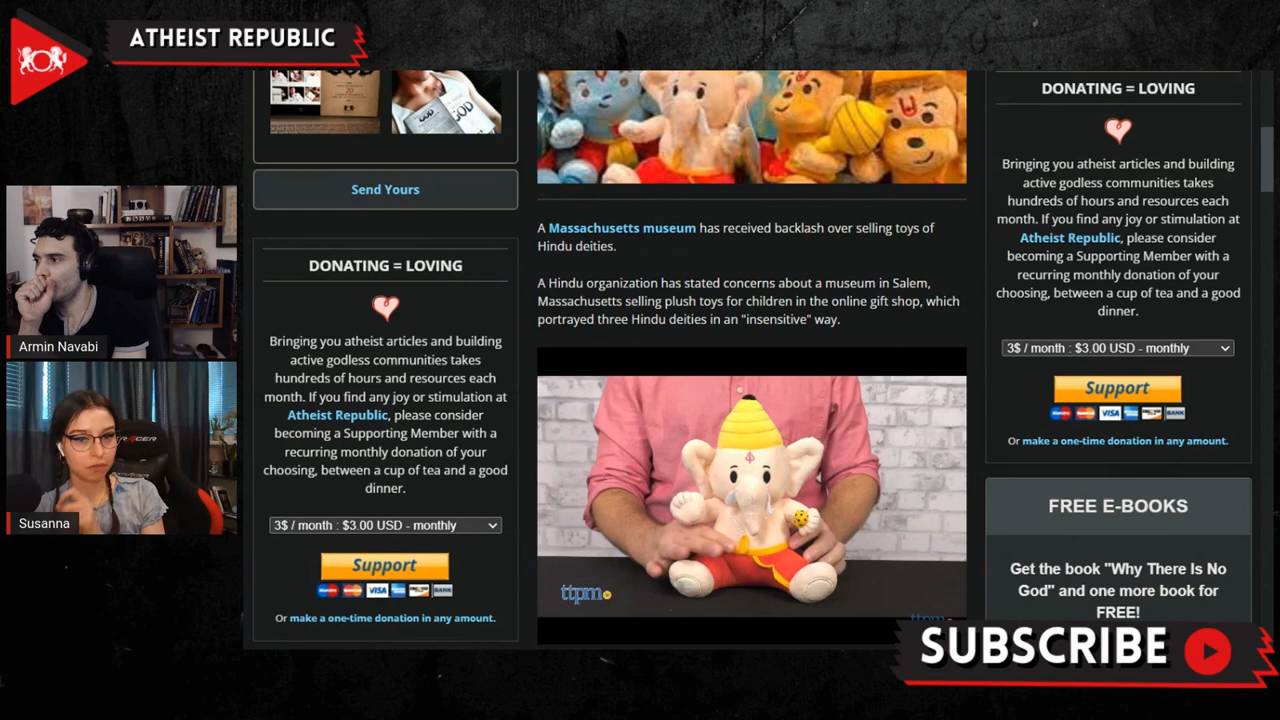 ATHEIST REPUBLIC
Armin Navabi
Susanna
GOD
GOD
Send Yours
DONATING = LOVING
Bringing you atheist articles and building
active godless communities takes
hundreds of hours and resources each
month. If you find any joy or stimulation at
Atheist Republic, please consider
becoming a Supporting Member with a
recurring monthly donation of your
choosing, between a cup of tea and a good
dinner.
3$ / month : $3.00 USD - monthly
Support
VISA
BANK
Or make a one-time donation in any amount.
A Massachusetts museum has received backlash over selling toys of
Hindu deities.
A Hindu organization has stated concerns about a museum in Salem,
Massachusetts selling plush toys for children in the online gift shop, which
portrayed three Hindu deities in an "insensitive" way.
ttpm
ttpm
DONATING = LOVING
Bringing you atheist articles and building
active godless communities takes
hundreds of hours and resources each
month. If you find any joy or stimulation at
Atheist Republic, please consider
becoming a Supporting Member with a
recurring monthly donation of your
choosing, between a cup of tea and a good
dinner.
3$ / month : $3.00 USD - monthly
Support
VISA
BANK
Or make a one-time donation in any amount.
FREE E-BOOKS
Get the book "Why There Is No
God" and one more book for
FREE!
SUBSCRIBE